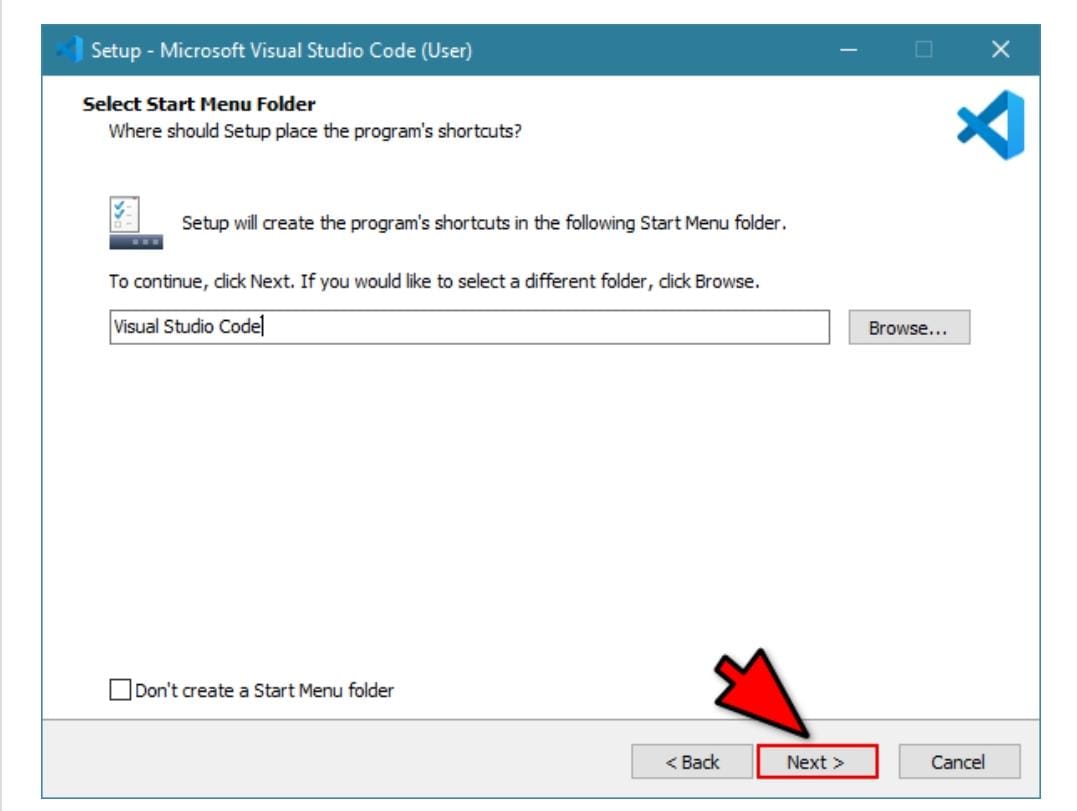 Setup - Microsoft Visual Studio Code (User)
Select Start Menu Folder
Where should Setup place the program's shortcuts?
Setup will create the program's shortcuts in the following Start Menu folder.
To continue, click Next. If you would like to select a different folder, click Browse.
Visual Studio Code
Browse...
Don't create a Start Menu folder
< Back
Next >
Cancel